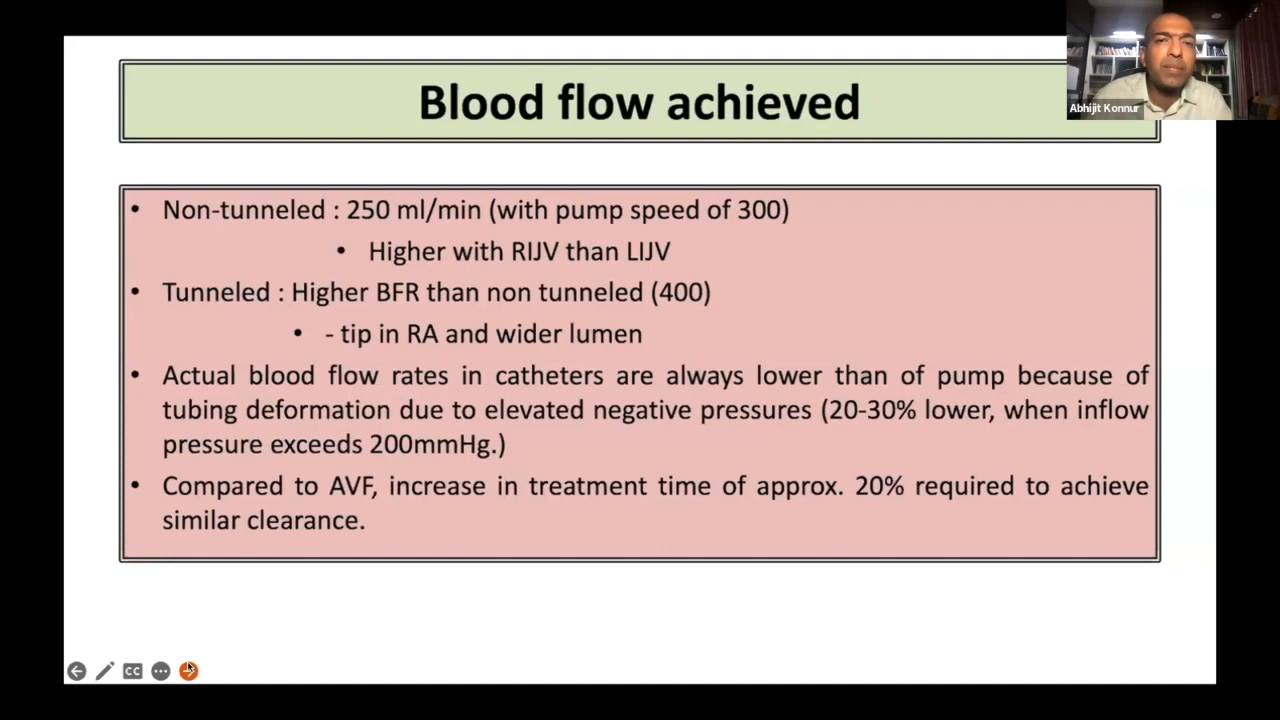 Blood flow achieved
Abhijit Konnur
• Non-tunneled : 250 ml/min (with pump speed of 300)
• Higher with RIJV than LIJV
• Tunneled : Higher BFR than non tunneled (400)
• - tip in RA and wider lumen
• Actual blood flow rates in catheters are always lower than of pump because of
tubing deformation due to elevated negative pressures (20-30% lower, when inflow
pressure exceeds 200mmHg.)
• Compared to AVF, increase in treatment time of approx. 20% required to achieve
similar clearance.
CC